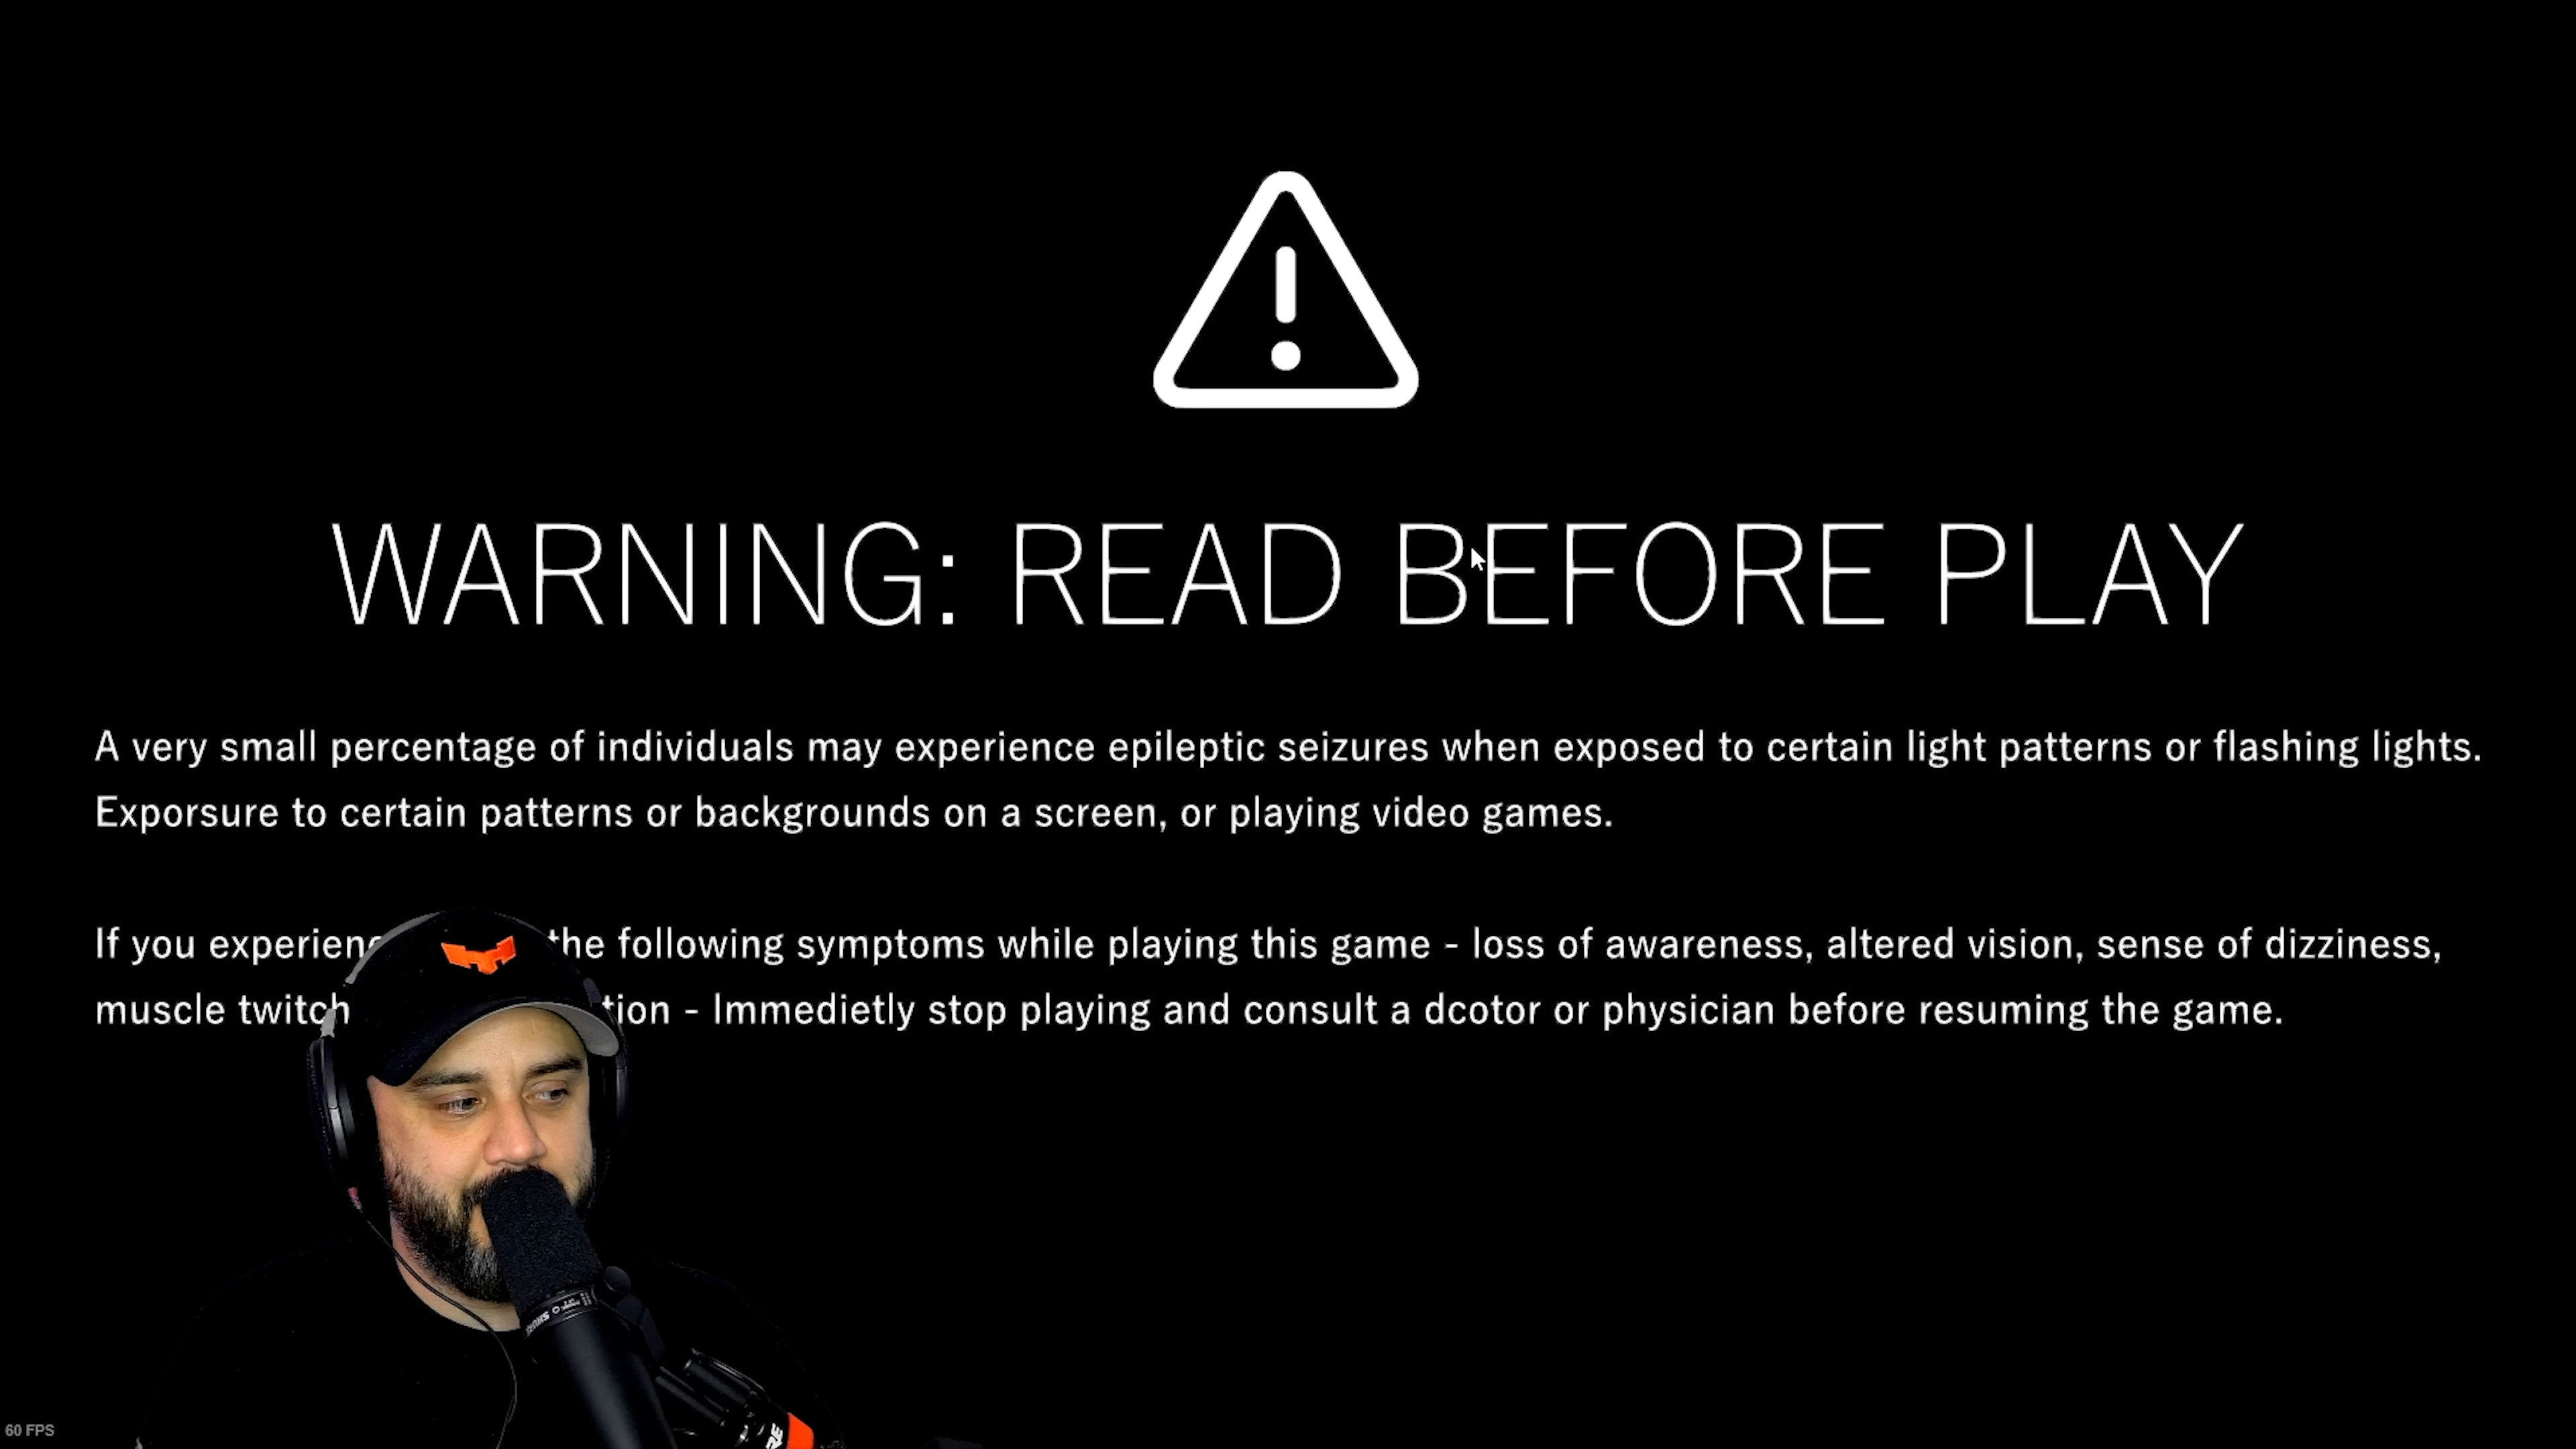 WARNING: READ BEFORE PLAY
A very small percentage of individuals may experience epileptic seizures when exposed to certain light patterns or flashing lights.
Exporsure to certain patterns or backgrounds on a screen, or playing video games.
If you the following symptoms while playing this game - loss of awareness, altered vision, sense of dizziness,
muscle - Immedietly stop playing and consult a dcotor or physician before resuming the game.
60 FPS